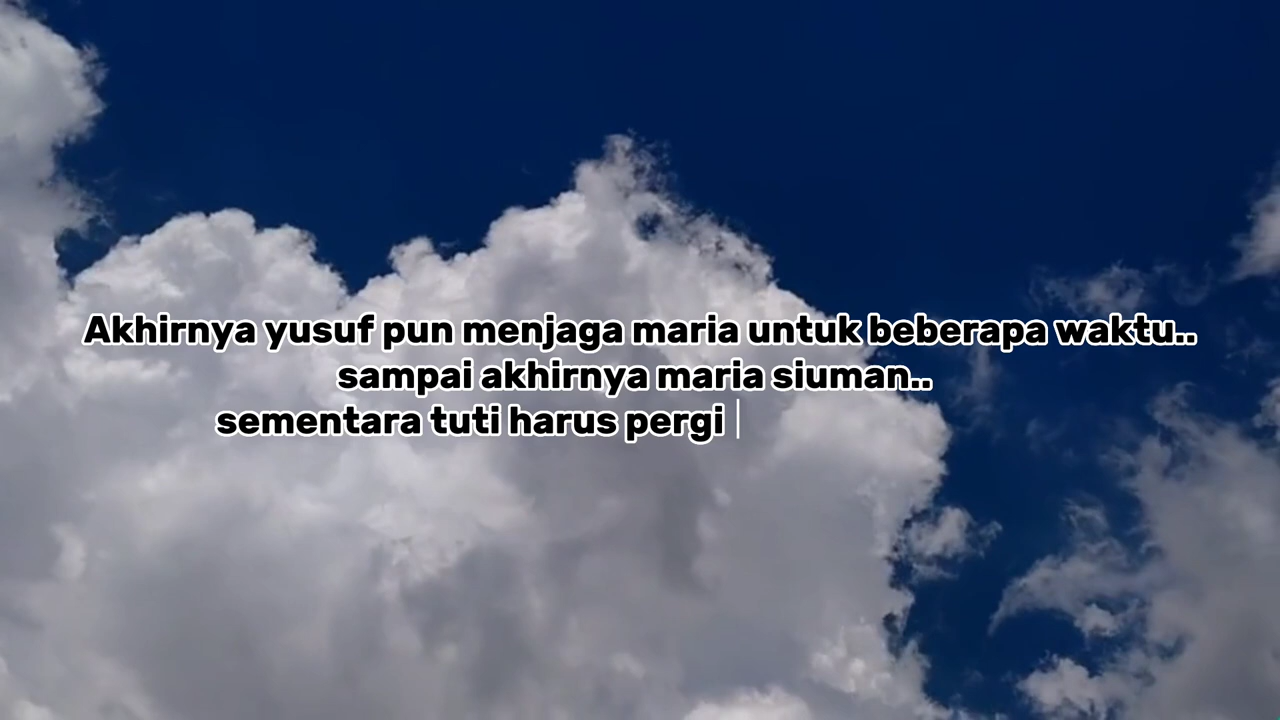 Akhirnya yusuf pun menjaga maria untuk beberapa waktu..
sampai akhirnya maria siuman..
sementara tuti harus pergi